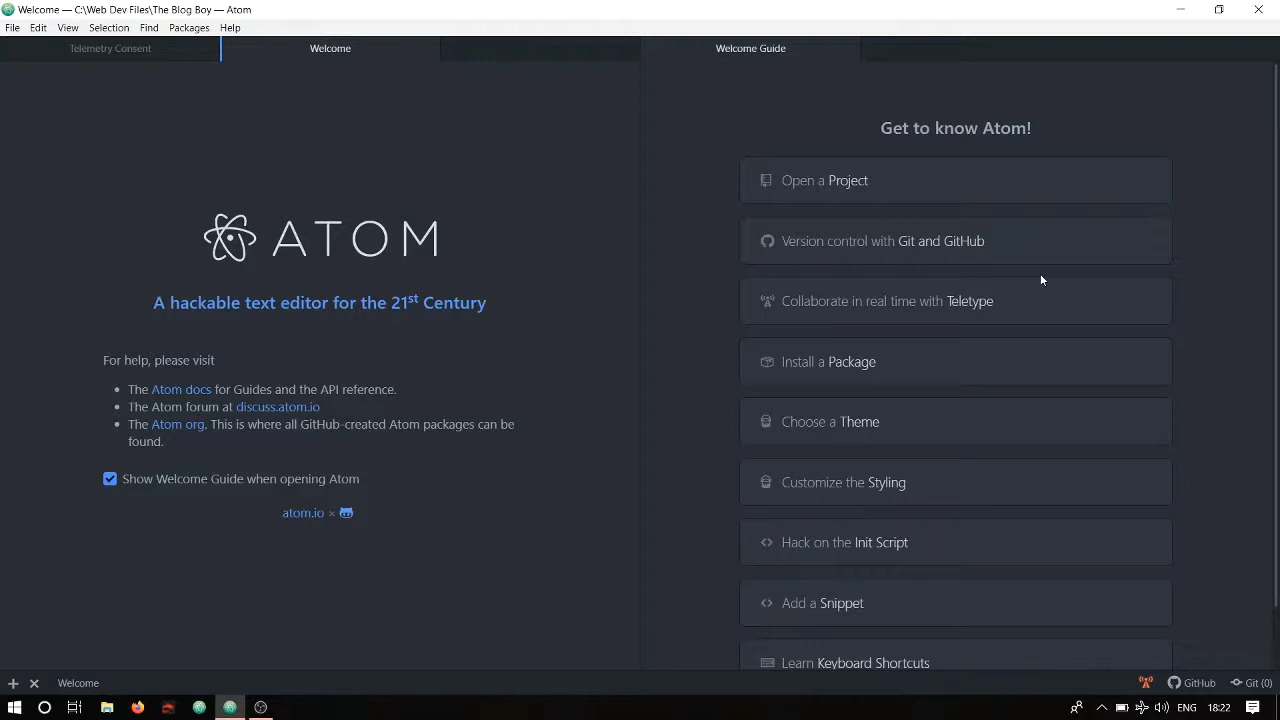 Welcome — C:\Web Dev Files\The Blog Boy — Atom
File Edit View Selection Find Packages Help
Telemetry Consent
Welcome
Welcome Guide
ATOM
A hackable text editor for the 21st Century
For help, please visit
The Atom docs for Guides and the API reference.
The Atom forum at discuss.atom.io
The Atom org. This is where all GitHub-created Atom packages can be
found.
Show Welcome Guide when opening Atom
atom.io ×
Get to know Atom!
Open a Project
Version control with Git and GitHub
Collaborate in real time with Teletype
Install a Package
Choose a Theme
Customize the Styling
Hack on the Init Script
Add a Snippet
Learn Keyboard Shortcuts
Welcome
GitHub
Git (0)
ENG
18:22